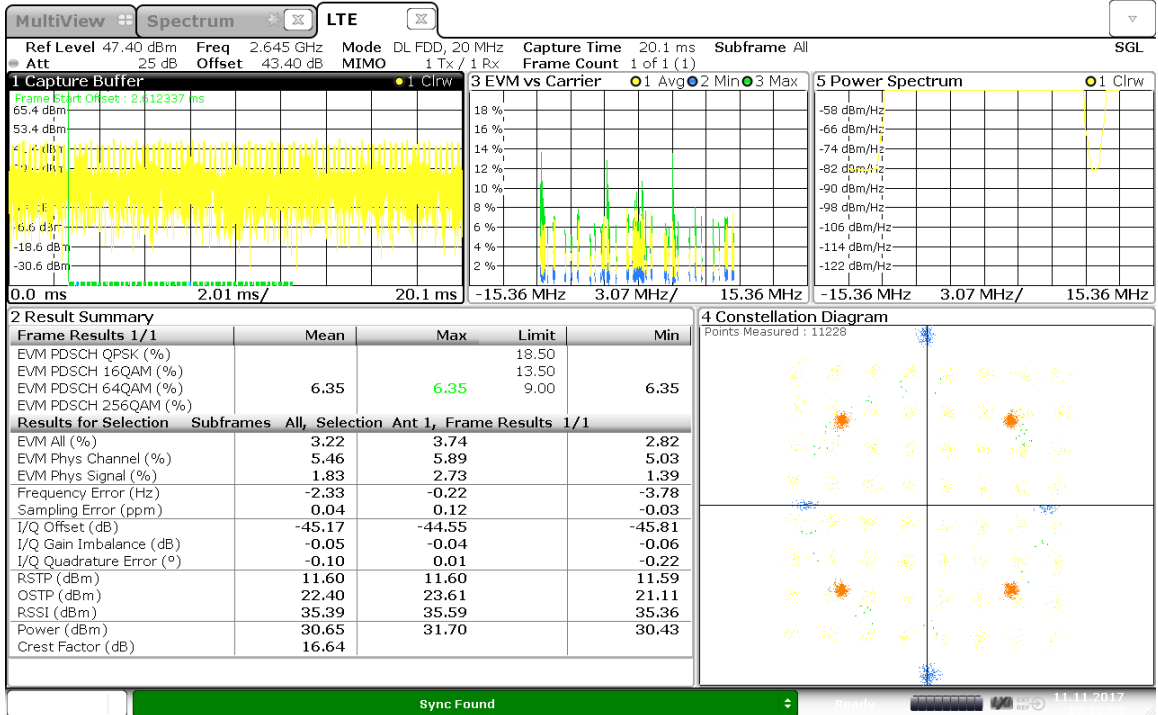 MultiView Spectrum LTE
Ref Level 47.40 dBm Freq 2.645 GHz Mode DL FDD, 20 MHz Capture Time 20.1 ms Subframe All SGL
Att 25 dB Offset 43.40 dB MIMO 1 Tx / 1 Rx Frame Count 1 of 1 (1)
1 Capture Buffer 1 Clrw
Frame Start Offset : 2.612337 ms
65.4 dBm
53.4 dBm
-18.6 dBm
-30.6 dBm
0.0 ms 2.01 ms/ 20.1 ms
3 EVM vs Carrier 1 Avg 2 Min 3 Max
18 %
16 %
14 %
12 %
10 %
8 %
6 %
4 %
2 %
-15.36 MHz 3.07 MHz/ 15.36 MHz
5 Power Spectrum 1 Clrw
-58 dBm/Hz
-66 dBm/Hz
-74 dBm/Hz
-82 dBm/Hz
-90 dBm/Hz
-98 dBm/Hz
-106 dBm/Hz
-114 dBm/Hz
-122 dBm/Hz
-15.36 MHz 3.07 MHz/ 15.36 MHz
2 Result Summary
Frame Results 1/1 Mean Max Limit Min
EVM PDSCH QPSK (%) 18.50
EVM PDSCH 16QAM (%) 13.50
EVM PDSCH 64QAM (%) 6.35 6.35 9.00 6.35
EVM PDSCH 256QAM (%)
Results for Selection Subframes All, Selection Ant 1, Frame Results 1/1
EVM All (%) 3.22 3.74 2.82
EVM Phys Channel (%) 5.46 5.89 5.03
EVM Phys Signal (%) 1.83 2.73 1.39
Frequency Error (Hz) -2.33 -0.22 -3.78
Sampling Error (ppm) 0.04 0.12 -0.03
I/Q Offset (dB) -45.17 -44.55 -45.81
I/Q Gain Imbalance (dB) -0.05 -0.04 -0.06
I/Q Quadrature Error (°) -0.10 0.01 -0.22
RSTP (dBm) 11.60 11.60 11.59
OSTP (dBm) 22.40 23.61 21.11
RSSI (dBm) 35.39 35.59 35.36
Power (dBm) 30.65 31.70 30.43
Crest Factor (dB) 16.64
4 Constellation Diagram
Points Measured : 11228
Sync Found
Ready
LXI
EXT
REF
11.11.2017